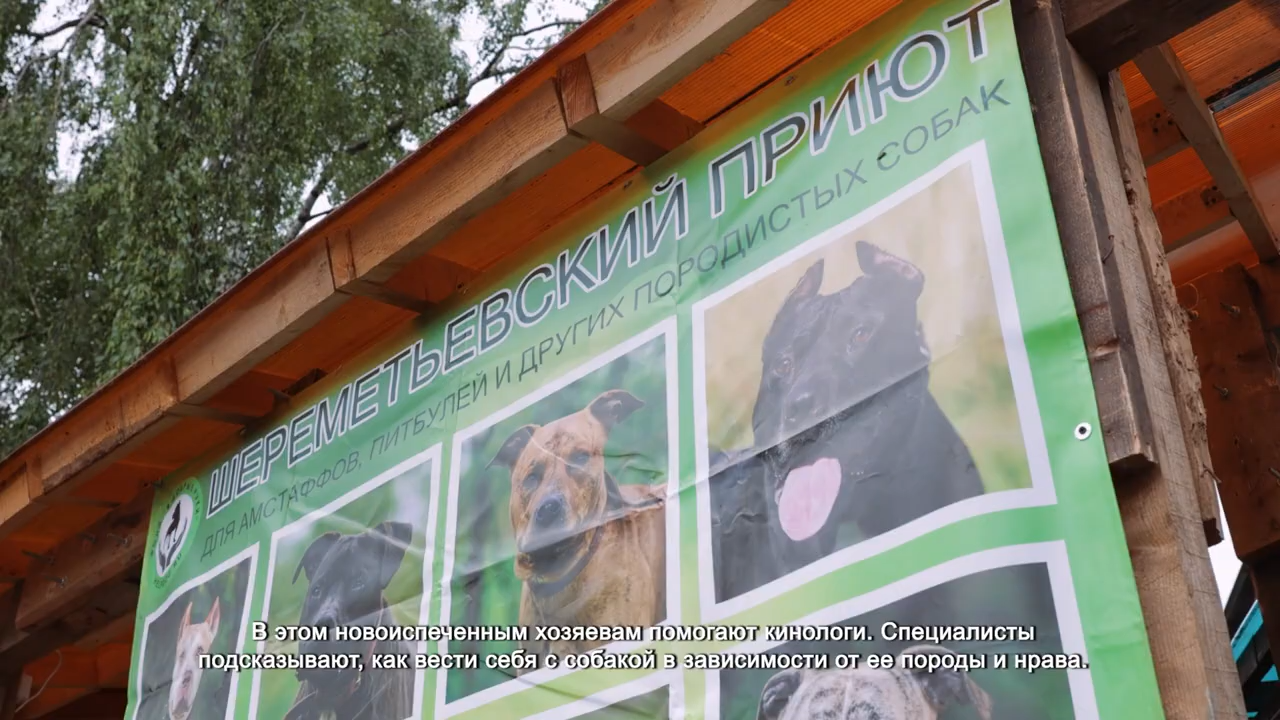 ШЕРЕМЕТЬЕВСКИЙ ПРИЮТ
ДЛЯ АМСТАФФОВ, ПИТБУЛЕЙ И ДРУГИХ ПОРОДИСТЫХ СОБАК
В этом новоиспеченным хозяевам помогают кинологи. Специалисты
подсказывают, как вести себя с собакой в зависимости от ее породы и нрава.